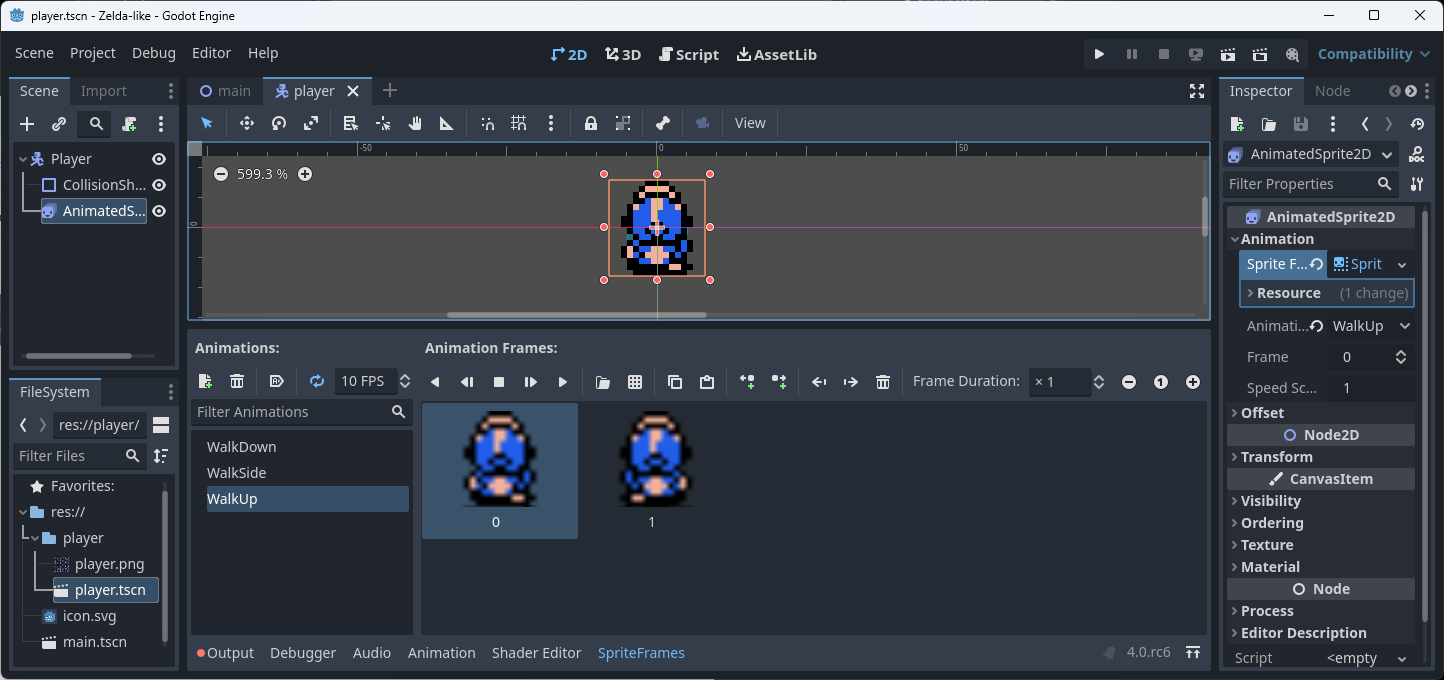 player.tscn - Zelda-like - Godot Engine
Scene Project Debug Editor Help
2D 3D Script AssetLib
Compatibility
Scene Import
main player
Inspector Node
View
Player
CollisionSh...
AnimatedS...
-50 0 50
0
599.3 %
AnimatedSprite2D
Filter Properties
AnimatedSprite2D
Animation
Sprite F... Sprit
Resource (1 change)
Animati... WalkUp
Frame 0
Speed Sc... 1
Offset
Node2D
Transform
CanvasItem
Visibility
Ordering
Texture
Material
Node
Process
Editor Description
Script <empty
FileSystem
res://player/
Filter Files
Favorites:
res://
player
player.png
player.tscn
icon.svg
main.tscn
Animations:
10 FPS
Filter Animations
WalkDown
WalkSide
WalkUp
Animation Frames:
Frame Duration: × 1
1
0 1
Output Debugger Audio Animation Shader Editor SpriteFrames
4.0.rc6